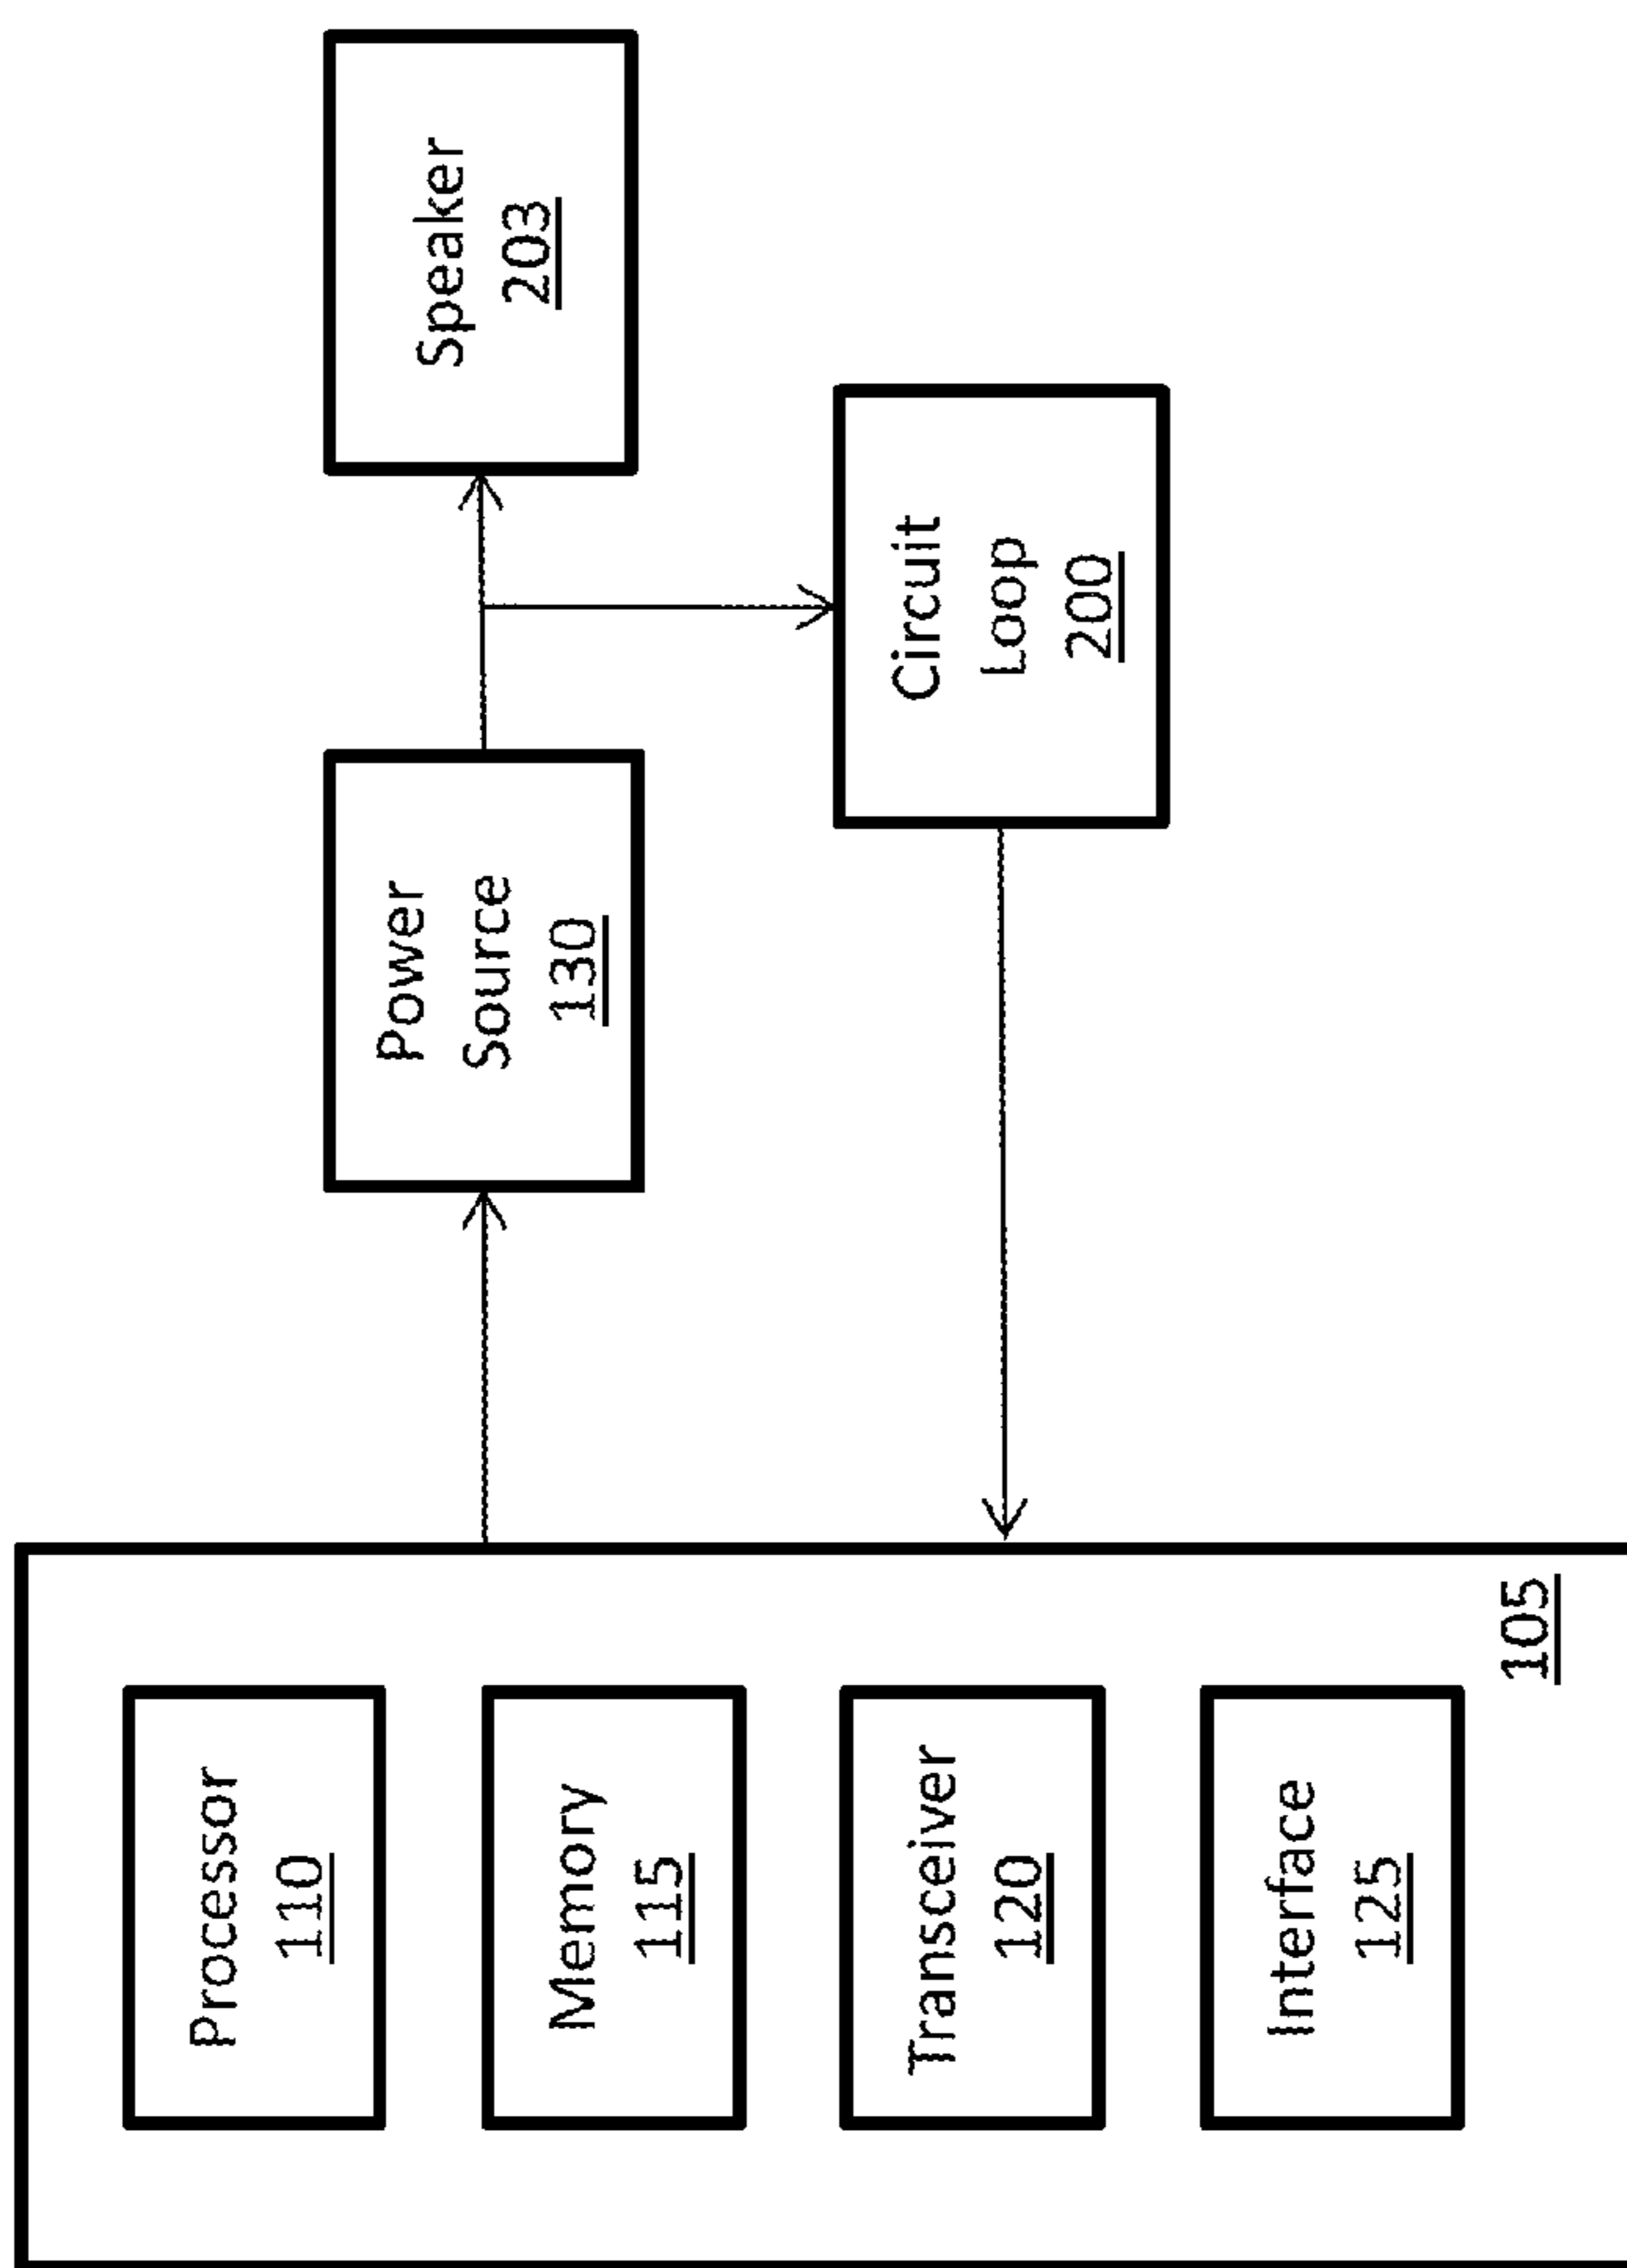 Processor
110
Memory
115
Transceiver
120
Interface
125
105
Power
Source
130
Circuit
Loop
200
Speaker
203